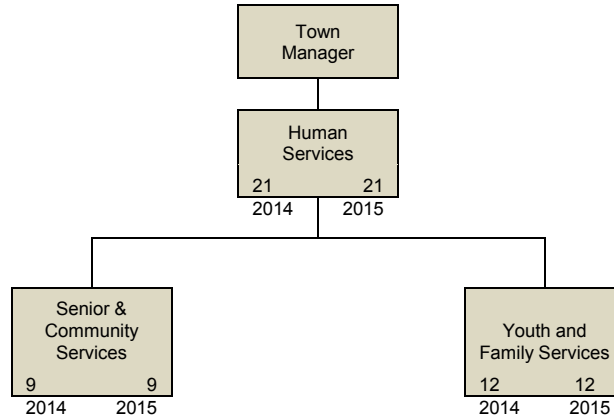 Town
Manager
Human
Services
21 21
2014 2015
Senior &
Community
Services
9 9
2014 2015
Youth and
Family Services
12 12
2014 2015